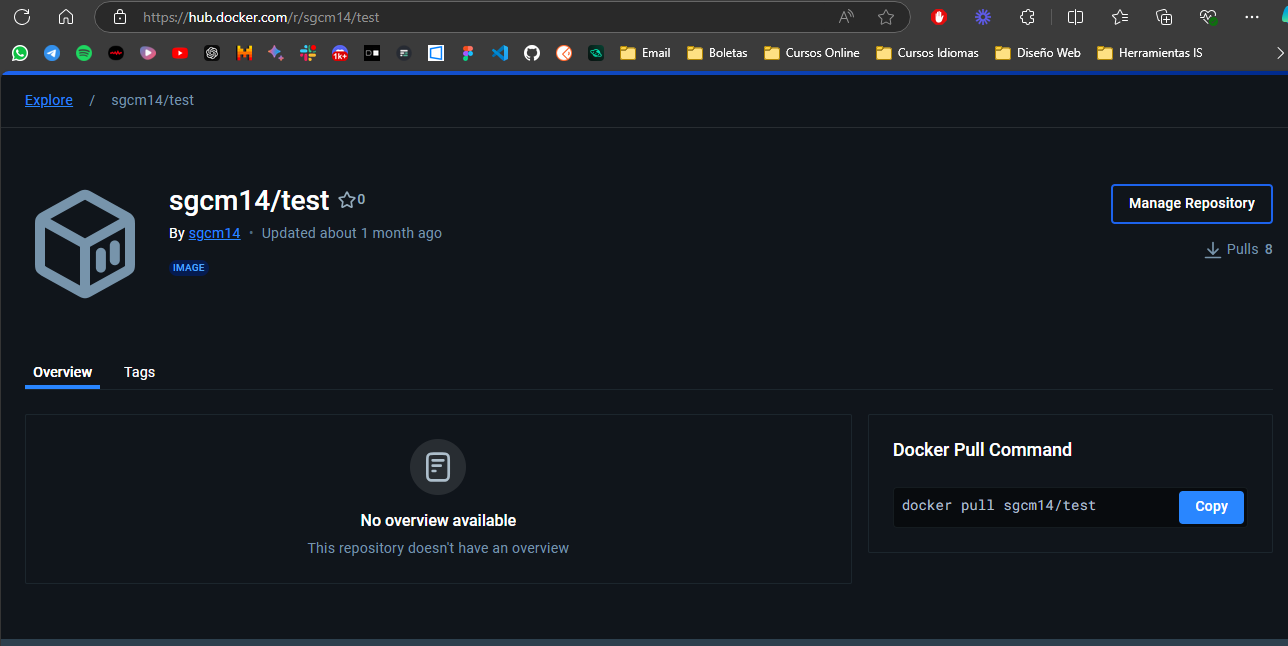 https://hub.docker.com/r/sgcm14/test
1k+
Email
Boletas
Cursos Online
Cursos Idiomas
Diseño Web
Herramientas IS
Explore / sgcm14/test
sgcm14/test 0
By sgcm14 · Updated about 1 month ago
IMAGE
Manage Repository
Pulls 8
Overview
Tags
No overview available
This repository doesn't have an overview
Docker Pull Command
docker pull sgcm14/test
Copy